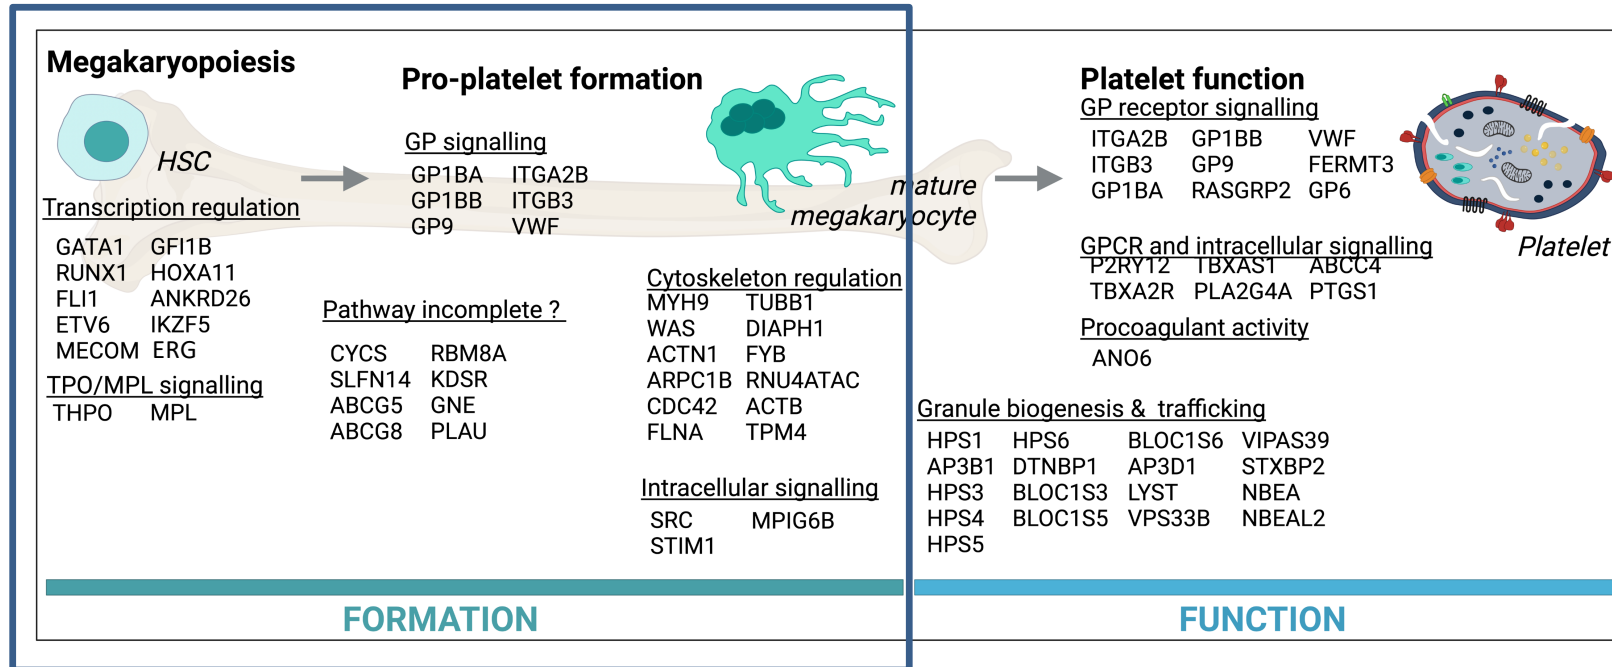 Megakaryopoiesis
HSC
Transcription regulation
GATA1 GFI1B
RUNX1 HOXA11
FLI1 ANKRD26
ETV6 IKZF5
MECOM ERG
TPO/MPL signalling
THPO MPL
Pro-platelet formation
GP signalling
GP1BA ITGA2B
GP1BB ITGB3
GP9 VWF
mature
megakaryocyte
Pathway incomplete ?
CYCS RBM8A
SLFN14 KDSR
ABCG5 GNE
ABCG8 PLAU
Cytoskeleton regulation
MYH9 TUBB1
WAS DIAPH1
ACTN1 FYB
ARPC1B RNU4ATAC
CDC42 ACTB
FLNA TPM4
Intracellular signalling
SRC MPIG6B
STIM1
FORMATION
Platelet function
GP receptor signalling
ITGA2B GP1BB VWF
ITGB3 GP9 FERMT3
GP1BA RASGRP2 GP6
Platelet
GPCR and intracellular signalling
P2RY12 TBXAS1 ABCC4
TBXA2R PLA2G4A PTGS1
Procoagulant activity
ANO6
Granule biogenesis & trafficking
HPS1 HPS6 BLOC1S6 VIPAS39
AP3B1 DTNBP1 AP3D1 STXBP2
HPS3 BLOC1S3 LYST NBEA
HPS4 BLOC1S5 VPS33B NBEAL2
HPS5
FUNCTION